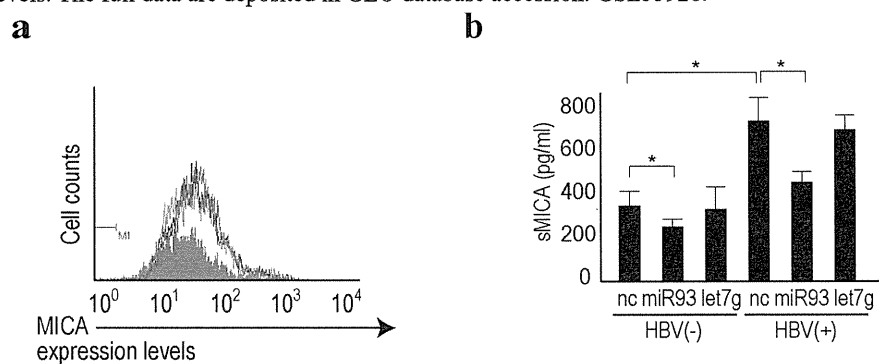 a
b
Cell counts
M1
10^0 10^1 10^2 10^3 10^4
MICA
expression levels
sMICA (pg/ml)
800
600
400
200
0
* * *
nc miR93 let7g nc miR93 let7g
HBV(-) HBV(+)